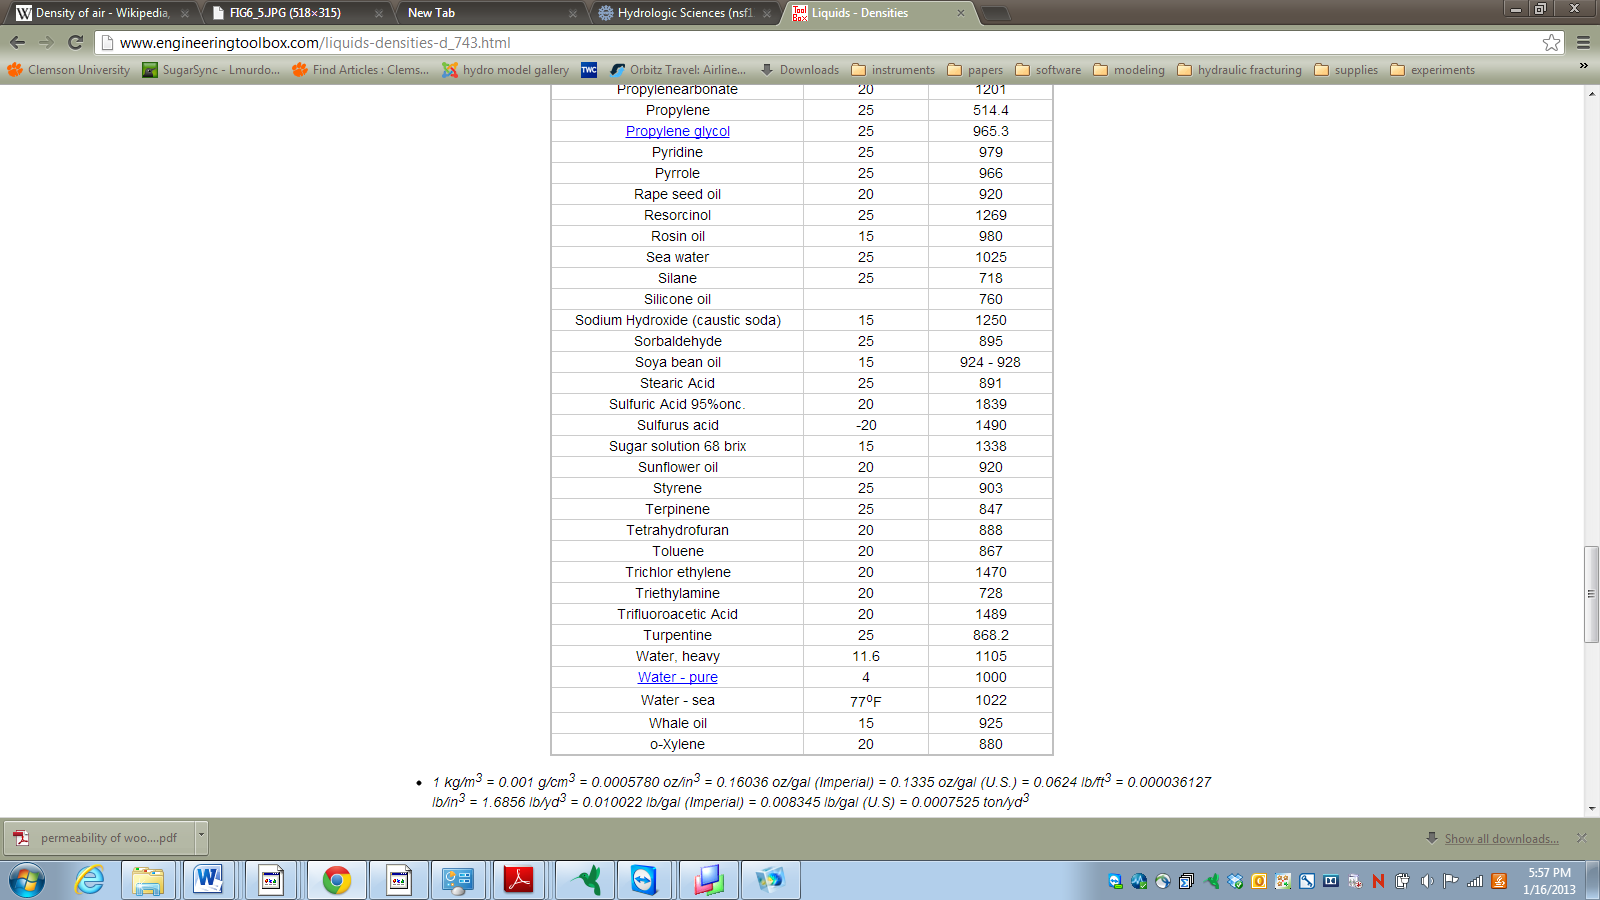 Density of air - Wikipedia,
FIG6_5.JPG (518×315)
New Tab
Hydrologic Sciences (nsf1
Liquids - Densities
www.engineeringtoolbox.com/liquids-densities-d_743.html
Clemson University SugarSync - Lmurdo... Find Articles : Clems... hydro model gallery TWC Orbitz Travel: Airline... Downloads instruments papers software modeling hydraulic fracturing supplies experiments »
Propylenearbonate 20 1201
Propylene 25 514.4
Propylene glycol 25 965.3
Pyridine 25 979
Pyrrole 25 966
Rape seed oil 20 920
Resorcinol 25 1269
Rosin oil 15 980
Sea water 25 1025
Silane 25 718
Silicone oil 760
Sodium Hydroxide (caustic soda) 15 1250
Sorbaldehyde 25 895
Soya bean oil 15 924 - 928
Stearic Acid 25 891
Sulfuric Acid 95%onc. 20 1839
Sulfurus acid -20 1490
Sugar solution 68 brix 15 1338
Sunflower oil 20 920
Styrene 25 903
Terpinene 25 847
Tetrahydrofuran 20 888
Toluene 20 867
Trichlor ethylene 20 1470
Triethylamine 20 728
Trifluoroacetic Acid 20 1489
Turpentine 25 868.2
Water, heavy 11.6 1105
Water - pure 4 1000
Water - sea 77ºF 1022
Whale oil 15 925
o-Xylene 20 880
• 1 kg/m³ = 0.001 g/cm³ = 0.0005780 oz/in³ = 0.16036 oz/gal (Imperial) = 0.1335 oz/gal (U.S.) = 0.0624 lb/ft³ = 0.000036127
lb/in³ = 1.6856 lb/yd³ = 0.010022 lb/gal (Imperial) = 0.008345 lb/gal (U.S) = 0.0007525 ton/yd³
permeability of woo....pdf
Show all downloads...
5:57 PM
1/16/2013